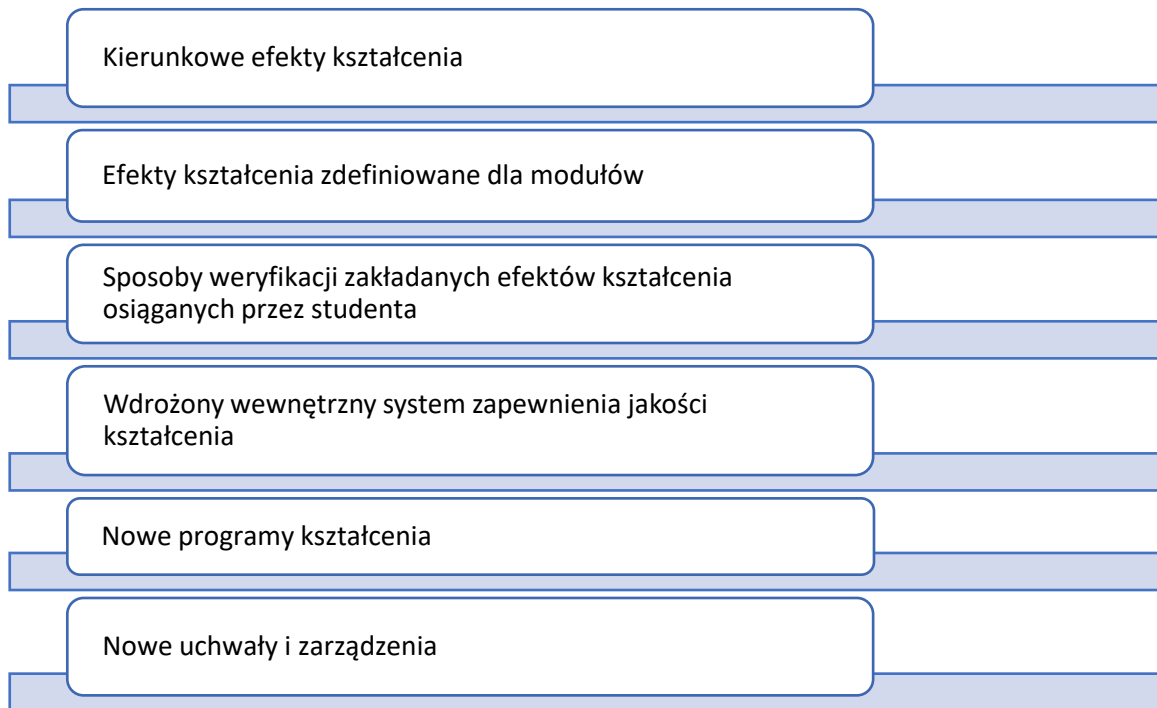 Kierunkowe efekty kształcenia
Efekty kształcenia zdefiniowane dla modułów
Sposoby weryfikacji zakładanych efektów kształcenia
osiąganych przez studenta
Wdrożony wewnętrzny system zapewnienia jakości
kształcenia
Nowe programy kształcenia
Nowe uchwały i zarządzenia